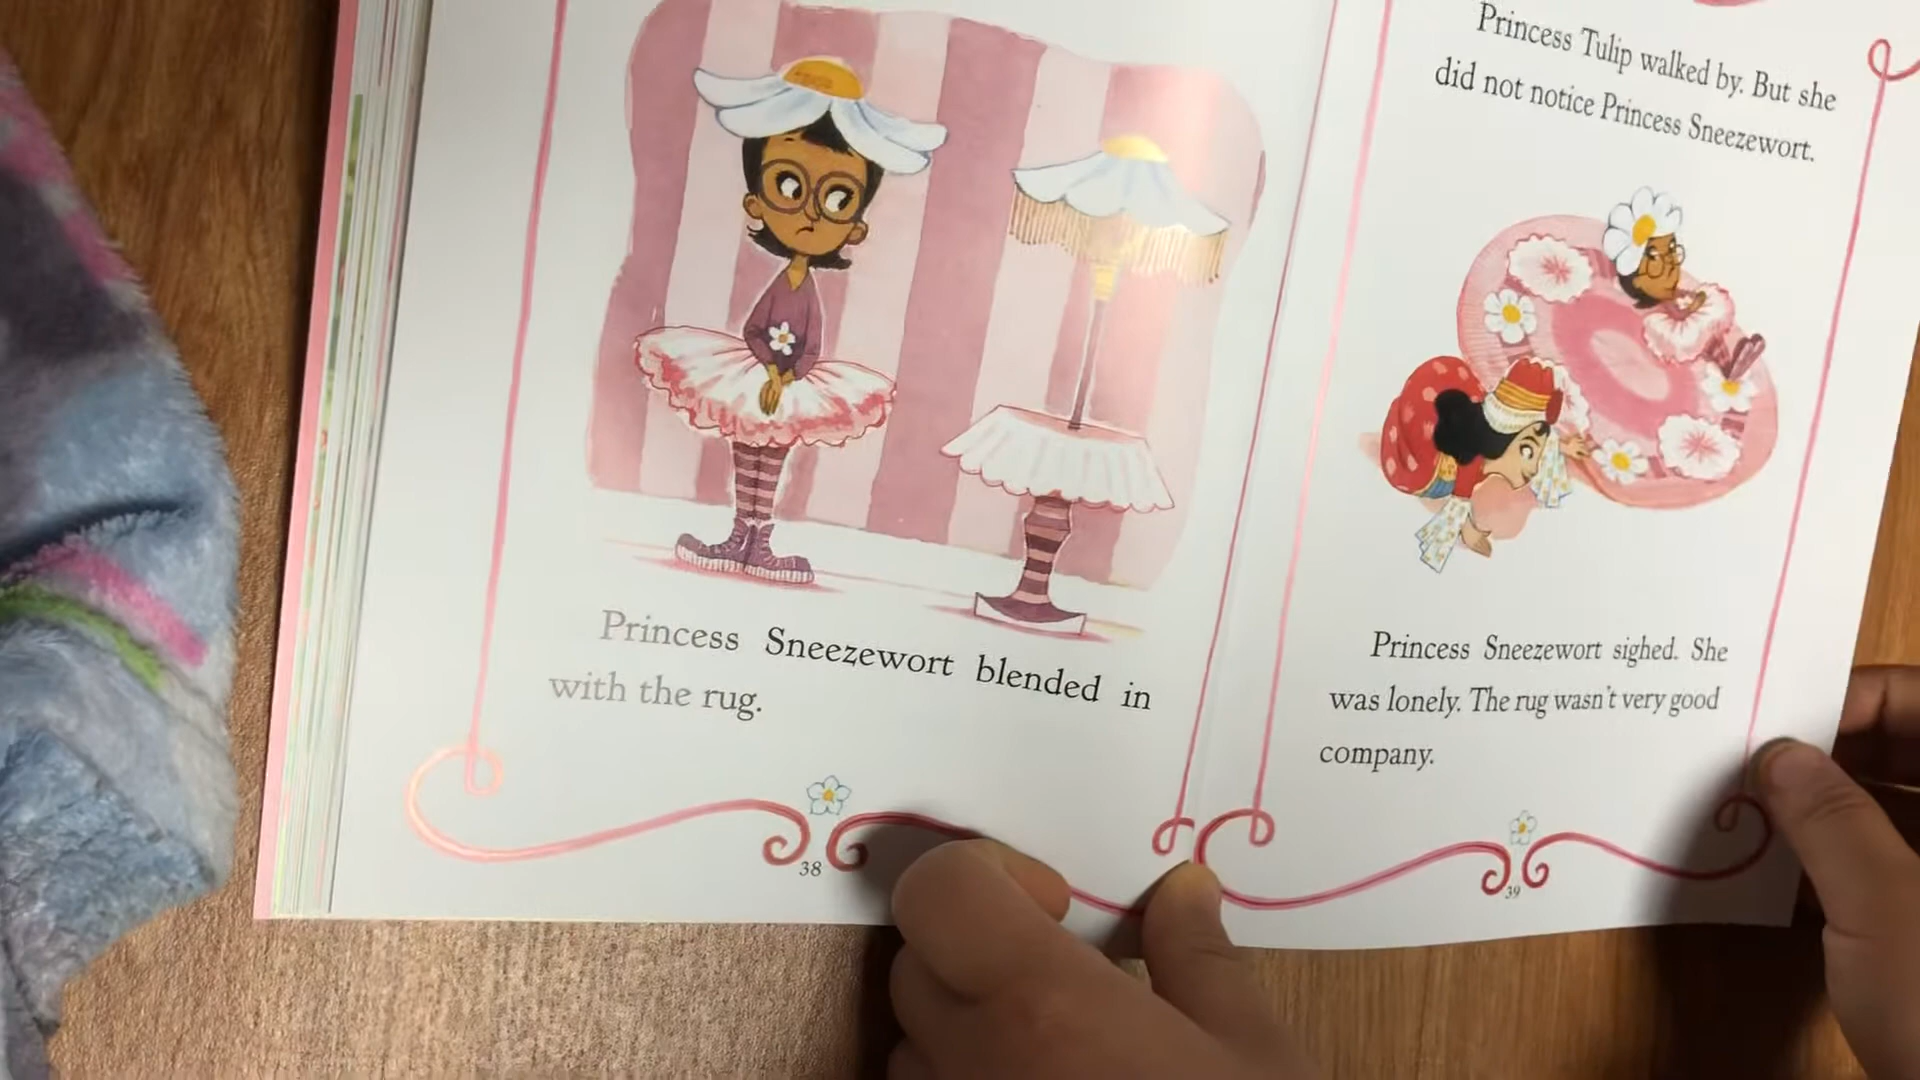 Princess Sneezewort blended in
with the rug.
38
Princess Tulip walked by. But she
did not notice Princess Sneezewort.
Princess Sneezewort sighed. She
was lonely. The rug wasn't very good
company.
39